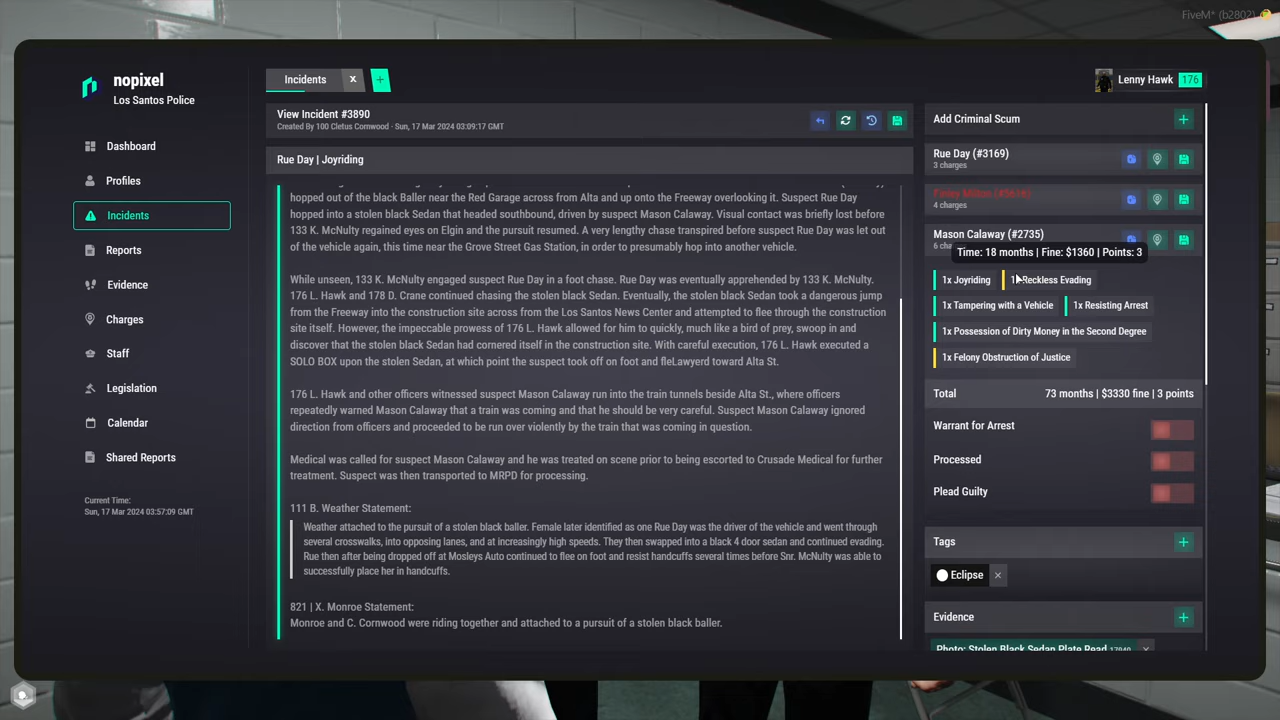 FiveM* (b2802)
nopixel
Los Santos Police
Dashboard
Profiles
Incidents
Reports
Evidence
Charges
Staff
Legislation
Calendar
Shared Reports
Current Time:
Sun, 17 Mar 2024 03:57:09 GMT
Incidents x +
Lenny Hawk 176
View Incident #3890
Created By 100 Cletus Cornwood · Sun, 17 Mar 2024 03:09:17 GMT
Rue Day | Joyriding
hopped out of the black Baller near the Red Garage across from Alta and up onto the Freeway overlooking it. Suspect Rue Day
hopped into a stolen black Sedan that headed southbound, driven by suspect Mason Calaway. Visual contact was briefly lost before
133 K. McNulty regained eyes on Elgin and the pursuit resumed. A very lengthy chase transpired before suspect Rue Day was let out
of the vehicle again, this time near the Grove Street Gas Station, in order to presumably hop into another vehicle.
While unseen, 133 K. McNulty engaged suspect Rue Day in a foot chase. Rue Day was eventually apprehended by 133 K. McNulty.
176 L. Hawk and 178 D. Crane continued chasing the stolen black Sedan. Eventually, the stolen black Sedan took a dangerous jump
from the Freeway into the construction site across from the Los Santos News Center and attempted to flee through the construction
site itself. However, the impeccable prowess of 176 L. Hawk allowed for him to quickly, much like a bird of prey, swoop in and
discover that the stolen black Sedan had cornered itself in the construction site. With careful execution, 176 L. Hawk executed a
SOLO BOX upon the stolen Sedan, at which point the suspect took off on foot and fleLawyerd toward Alta St.
176 L. Hawk and other officers witnessed suspect Mason Calaway run into the train tunnels beside Alta St., where officers
repeatedly warned Mason Calaway that a train was coming and that he should be very careful. Suspect Mason Calaway ignored
direction from officers and proceeded to be run over violently by the train that was coming in question.
Medical was called for suspect Mason Calaway and he was treated on scene prior to being escorted to Crusade Medical for further
treatment. Suspect was then transported to MRPD for processing.
111 B. Weather Statement:
Weather attached to the pursuit of a stolen black baller. Female later identified as one Rue Day was the driver of the vehicle and went through
several crosswalks, into opposing lanes, and at increasingly high speeds. They then swapped into a black 4 door sedan and continued evading.
Rue then after being dropped off at Mosleys Auto continued to flee on foot and resist handcuffs several times before Snr. McNulty was able to
successfully place her in handcuffs.
821 | X. Monroe Statement:
Monroe and C. Cornwood were riding together and attached to a pursuit of a stolen black baller.
Add Criminal Scum +
Rue Day (#3169)
3 charges
4 charges
Mason Calaway (#2735)
Time: 18 months | Fine: $1360 | Points: 3
1x Joyriding
Reckless Evading
1x Tampering with a Vehicle
1x Resisting Arrest
1x Possession of Dirty Money in the Second Degree
1x Felony Obstruction of Justice
Total 73 months | $3330 fine | 3 points
Warrant for Arrest
Processed
Plead Guilty
Tags +
Eclipse x
Evidence +
Photo: Stolen Black Sedan Plate Read